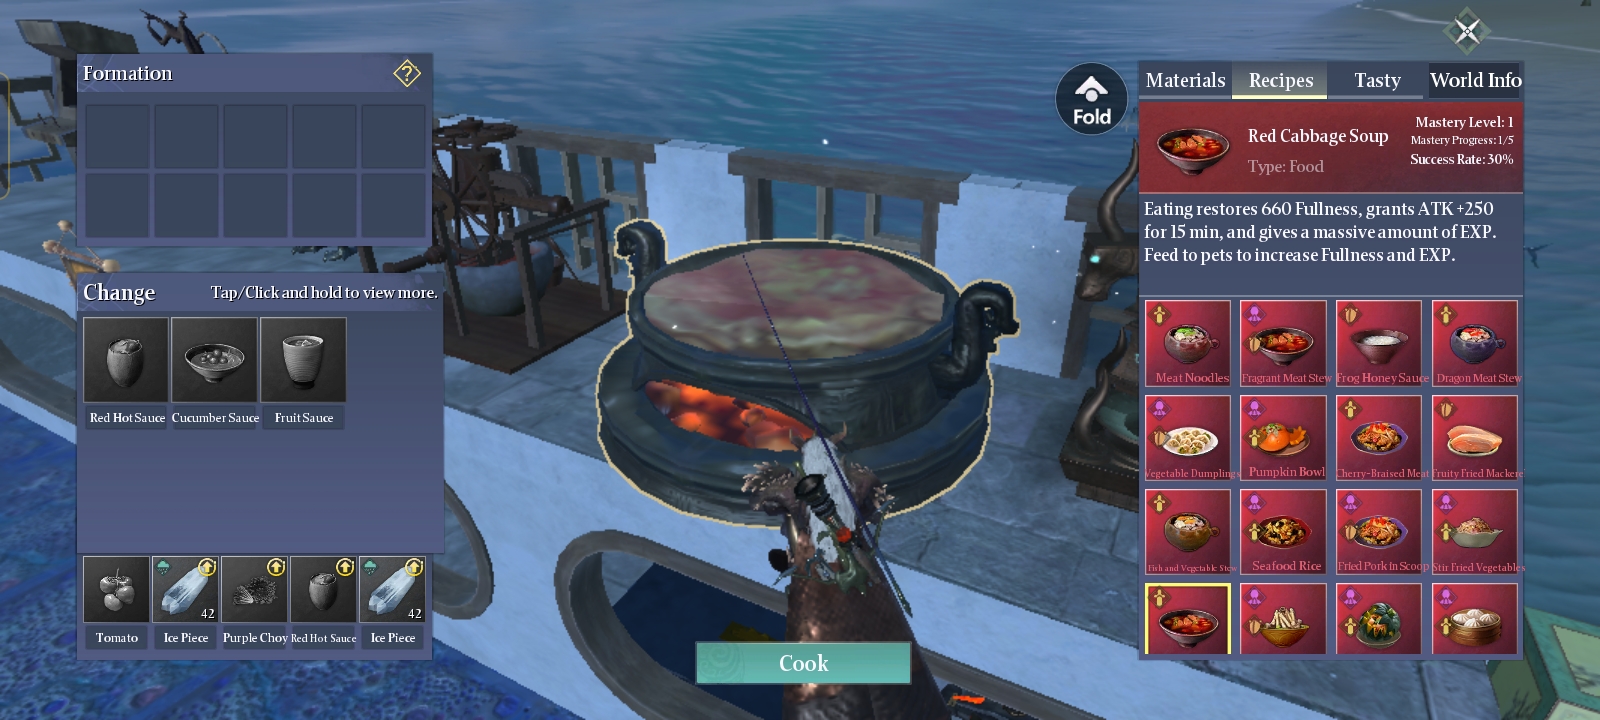 Formation
?
Change
Tap/Click and hold to view more.
Red Hot Sauce
Cucumber Sauce
Fruit Sauce
42
42
Tomato
Ice Piece
Purple Choy
Red Hot Sauce
Ice Piece
Cook
Fold
Materials
Recipes
Tasty
World Info
Red Cabbage Soup
Type: Food
Mastery Level: 1
Mastery Progress: 1/5
Success Rate: 30%
Eating restores 660 Fullness, grants ATK +250
for 15 min, and gives a massive amount of EXP.
Feed to pets to increase Fullness and EXP.
Meat Noodles
Fragrant Meat Stew
Frog Honey Sauce
Dragon Meat Stew
Vegetable Dumplings
Pumpkin Bowl
Cherry-Braised Meat
Fruity Fried Mackere
Fish and Vegetable Stew
Seafood Rice
Fried Pork in Scoop
Stir Fried Vegetables